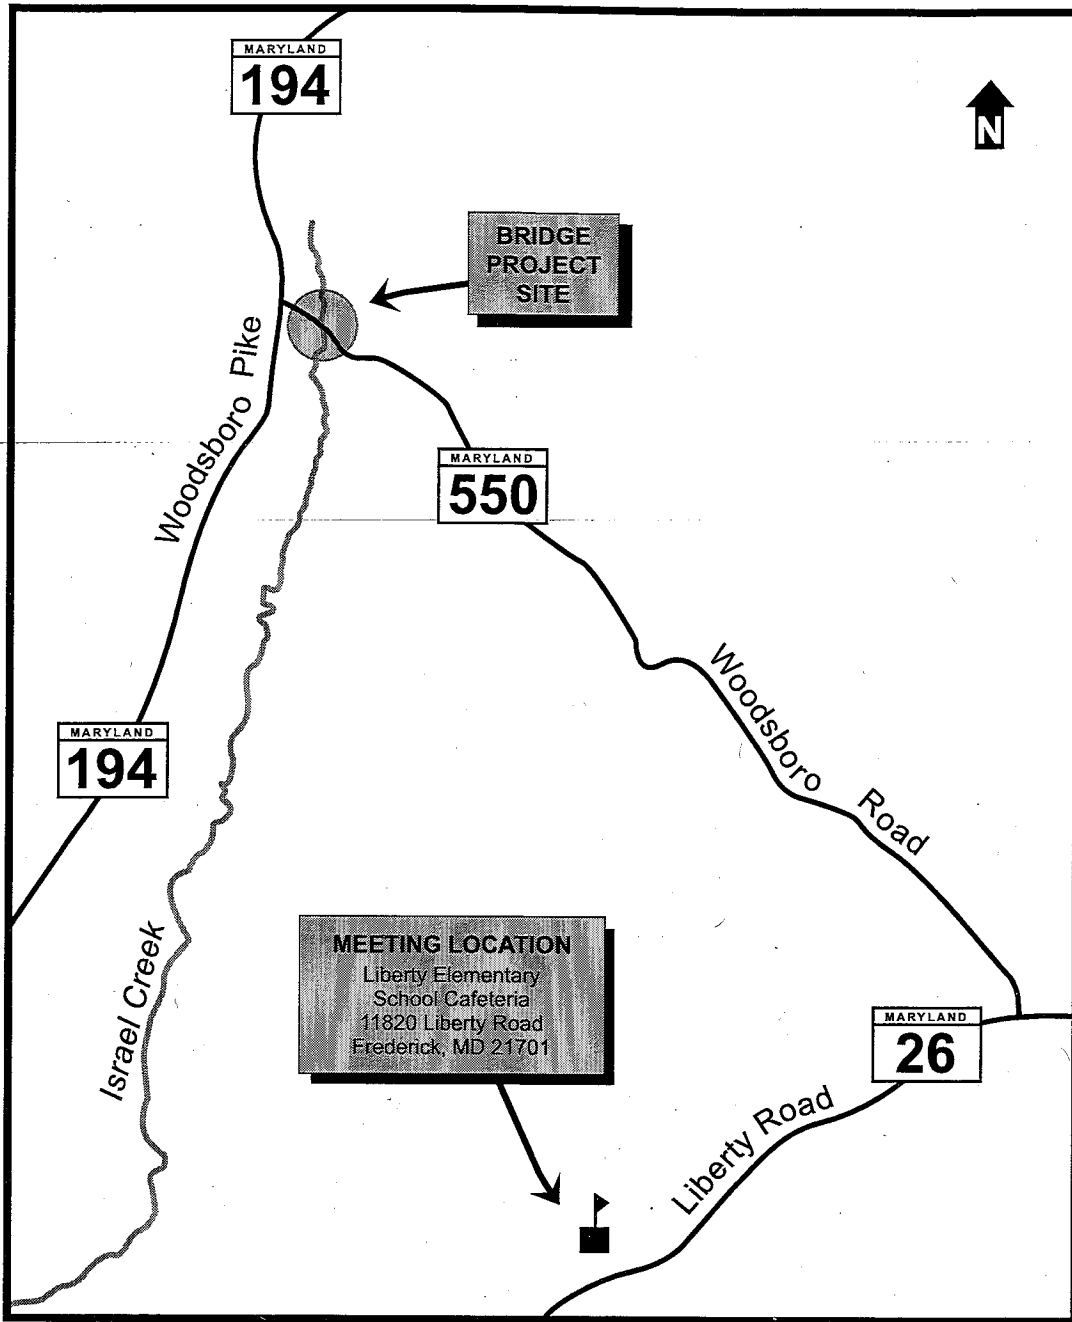 MARYLAND
194
N
BRIDGE
PROJECT
SITE
Woodsboro Pike
MARYLAND
550
Woodsboro Road
MARYLAND
194
MEETING LOCATION
Liberty Elementary
School Cafeteria
11820 Liberty Road
Frederick, MD 21701
Israel Creek
MARYLAND
26
Liberty Road